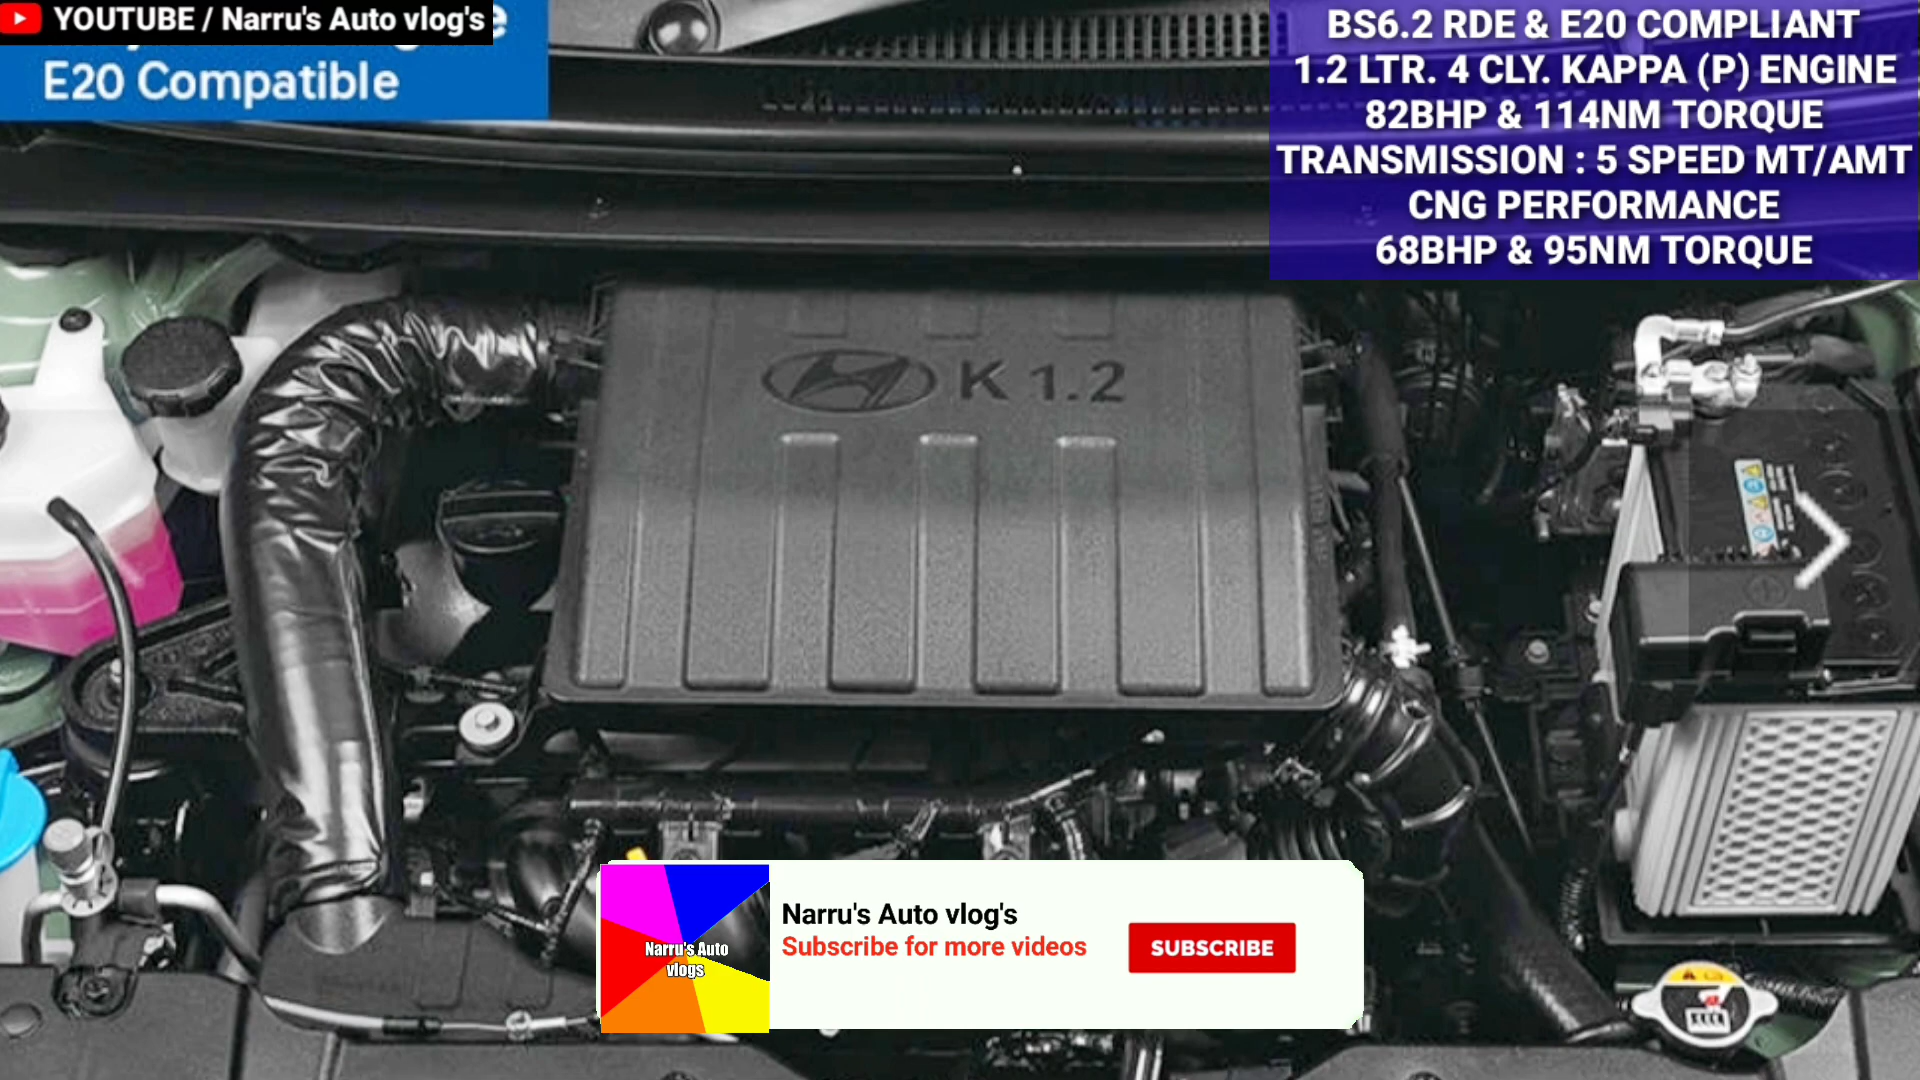 YOUTUBE / Narru's Auto vlog's
E20 Compatible
BS6.2 RDE & E20 COMPLIANT
1.2 LTR. 4 CLY. KAPPA (P) ENGINE
82BHP & 114NM TORQUE
TRANSMISSION : 5 SPEED MT/AMT
CNG PERFORMANCE
68BHP & 95NM TORQUE
K 1.2
Narru's Auto vlog's
Subscribe for more videos
SUBSCRIBE
Narru's Auto
vlogs